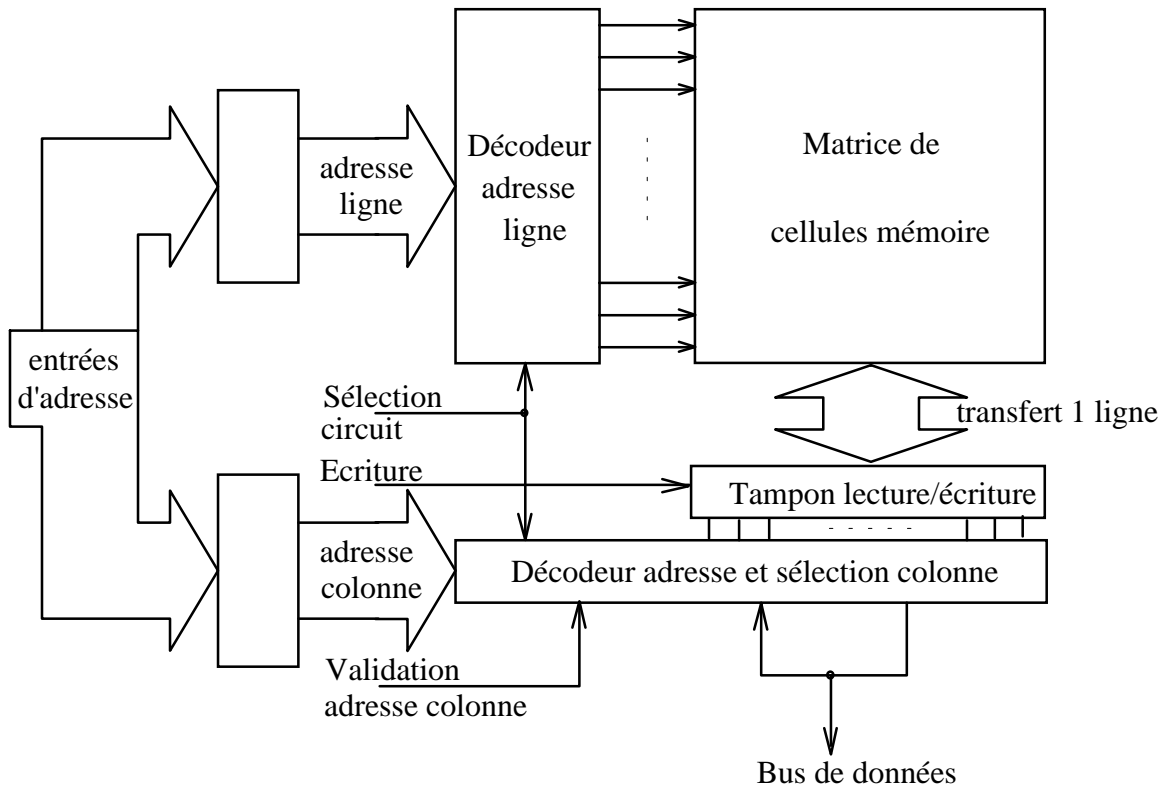 Décodeur
adresse
ligne
Matrice de
cellules mémoire
adresse
ligne
entrées
d'adresse
Sélection
circuit
transfert 1 ligne
Ecriture
Tampon lecture/écriture
adresse
colonne
Décodeur adresse et sélection colonne
Validation
adresse colonne
Bus de données